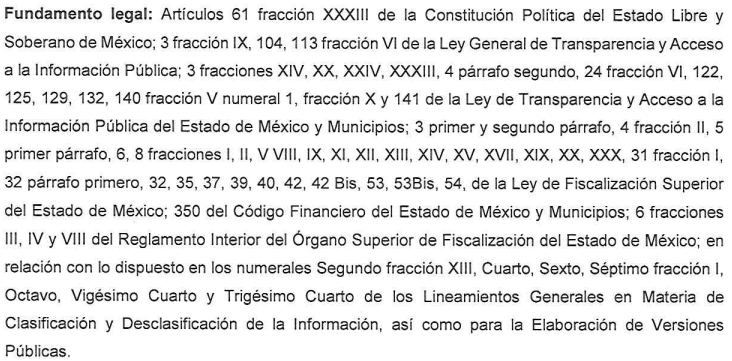 Fundamento legal: Artículos 61 fracción XXXIII de la Constitución Política del Estado Libre y
Soberano de México; 3 fracción IX, 104, 113 fracción VI de la Ley General de Transparencia y Acceso
a la Información Pública; 3 fracciones XIV, XX, XXIV, XXXIII, 4 párrafo segundo, 24 fracción VI, 122,
125, 129, 132, 140 fracción V numeral 1, fracción X y 141 de la Ley de Transparencia y Acceso a la
Información Pública del Estado de México y Municipios; 3 primer y segundo párrafo, 4 fracción II, 5
primer párrafo, 6, 8 fracciones I, II, V VIII, IX, XI, XII, XIII, XIV, XV, XVII, XIX, XX, XXX, 31 fracción I,
32 párrafo primero, 32, 35, 37, 39, 40, 42, 42 Bis, 53, 53Bis, 54, de la Ley de Fiscalización Superior
del Estado de México; 350 del Código Financiero del Estado de México y Municipios; 6 fracciones
III, IV y VIII del Reglamento Interior del Órgano Superior de Fiscalización del Estado de México; en
relación con lo dispuesto en los numerales Segundo fracción XIII, Cuarto, Sexto, Séptimo fracción I,
Octavo, Vigésimo Cuarto y Trigésimo Cuarto de los Lineamientos Generales en Materia de
Clasificación y Desclasificación de la Información, así como para la Elaboración de Versiones
Públicas.